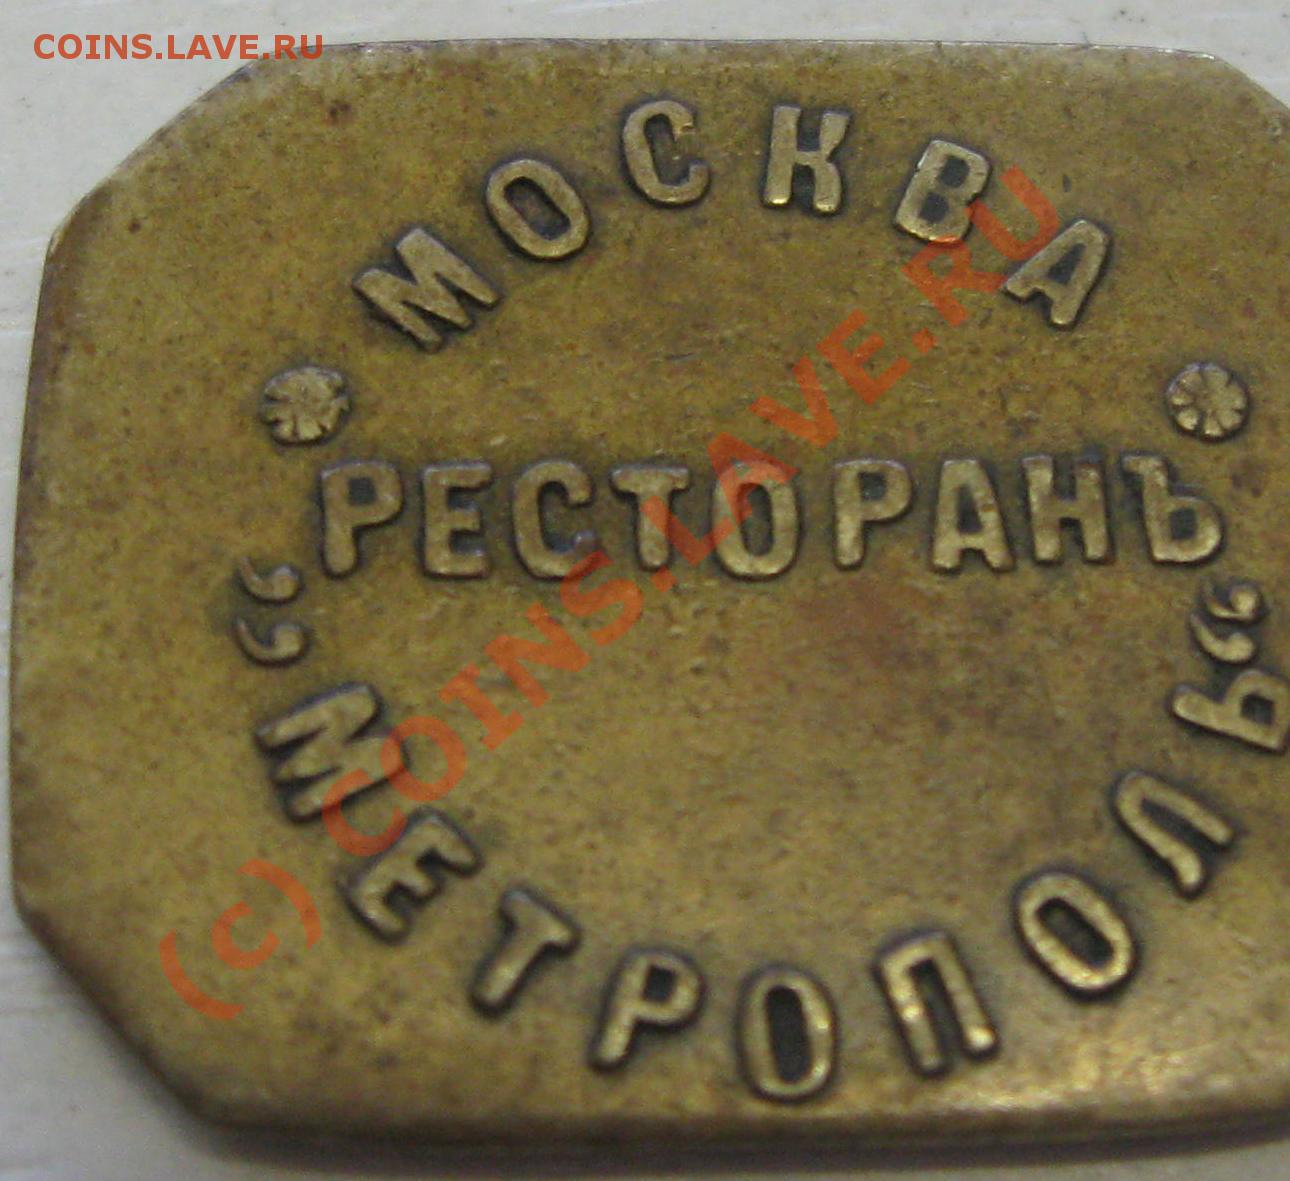 COINS.LAVE.RU
МОСКВА
РЕСТОРАНЪ
“МЕТРОПОЛЬ“
(c) COINS.LAVE.RU